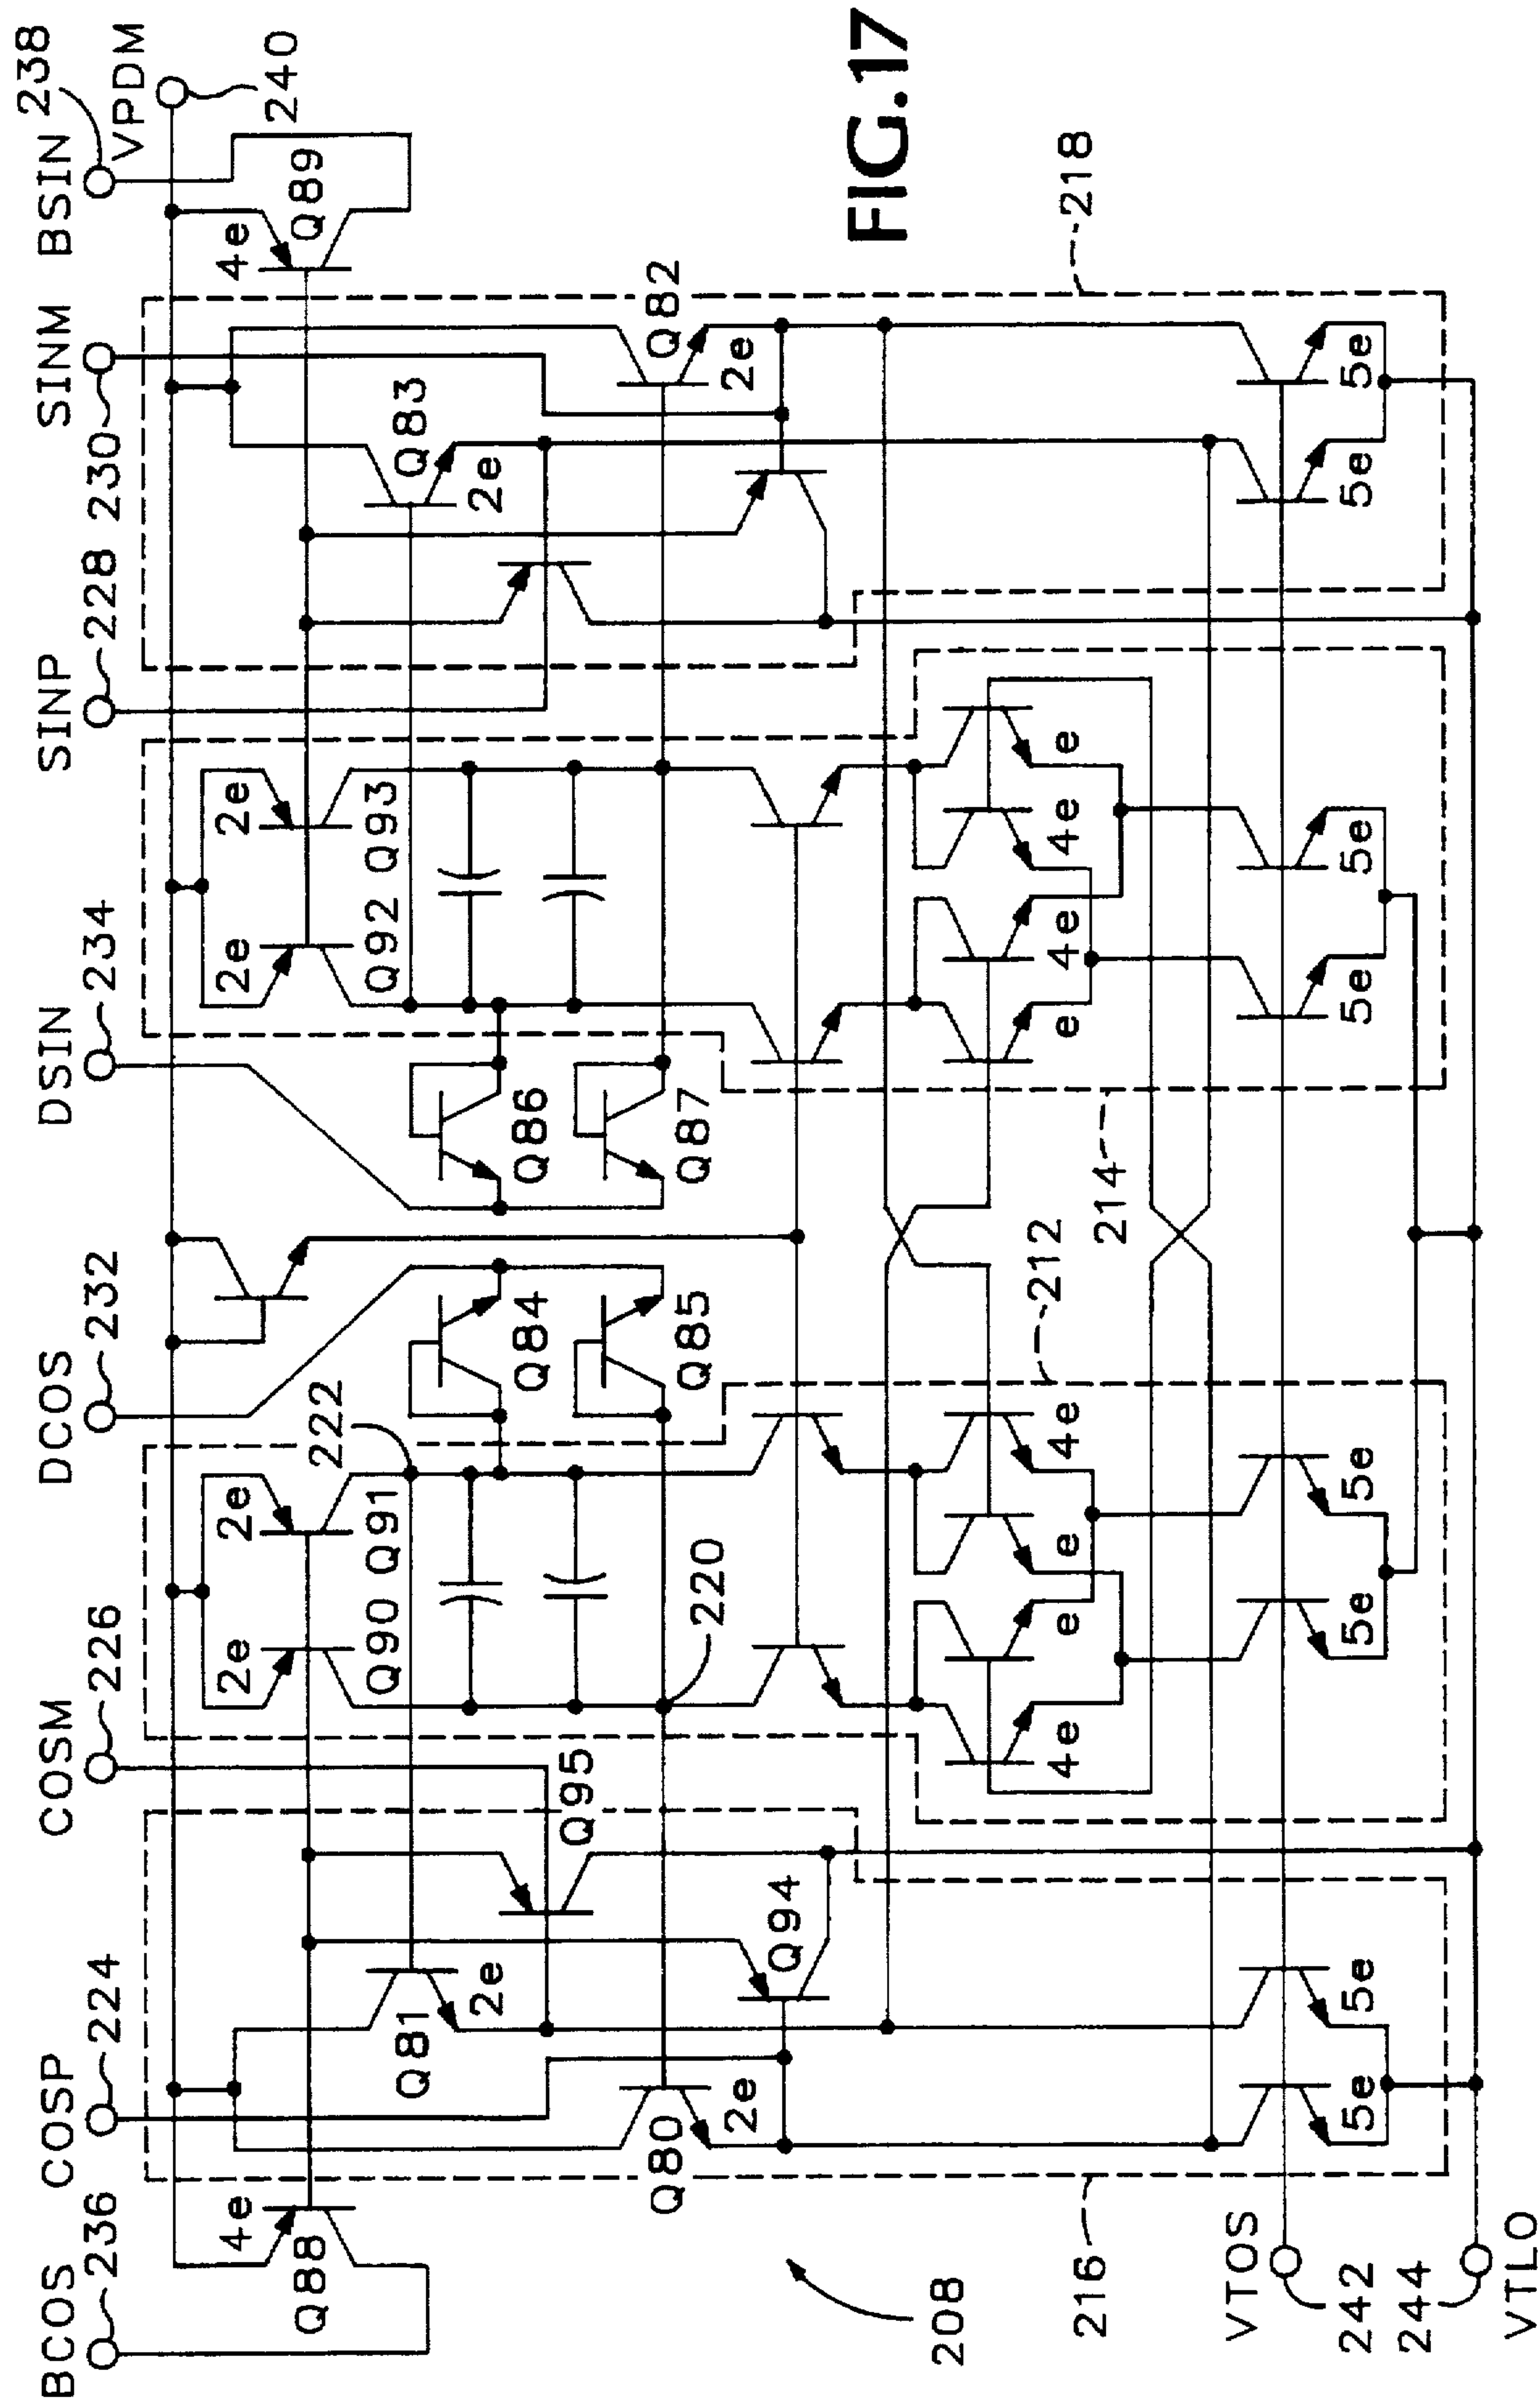 BCOS
COSP
COSM
DCOS
DSIN
SINP
SINM
BSIN
236
224
226
232
234
228
230
238
VPDM
240
4e
Q88
2e
Q90
2e
Q91
222
2e
Q92
2e
Q93
4e
Q89
Q81
2e
Q95
Q84
Q86
Q83
2e
Q80
2e
Q94
220
Q85
Q87
Q82
2e
FIG.17
4e
e
e
4e
e
4e
4e
e
208
216
212
214
218
5e
5e
5e
5e
5e
5e
5e
5e
VTOS
242
244
VTLO